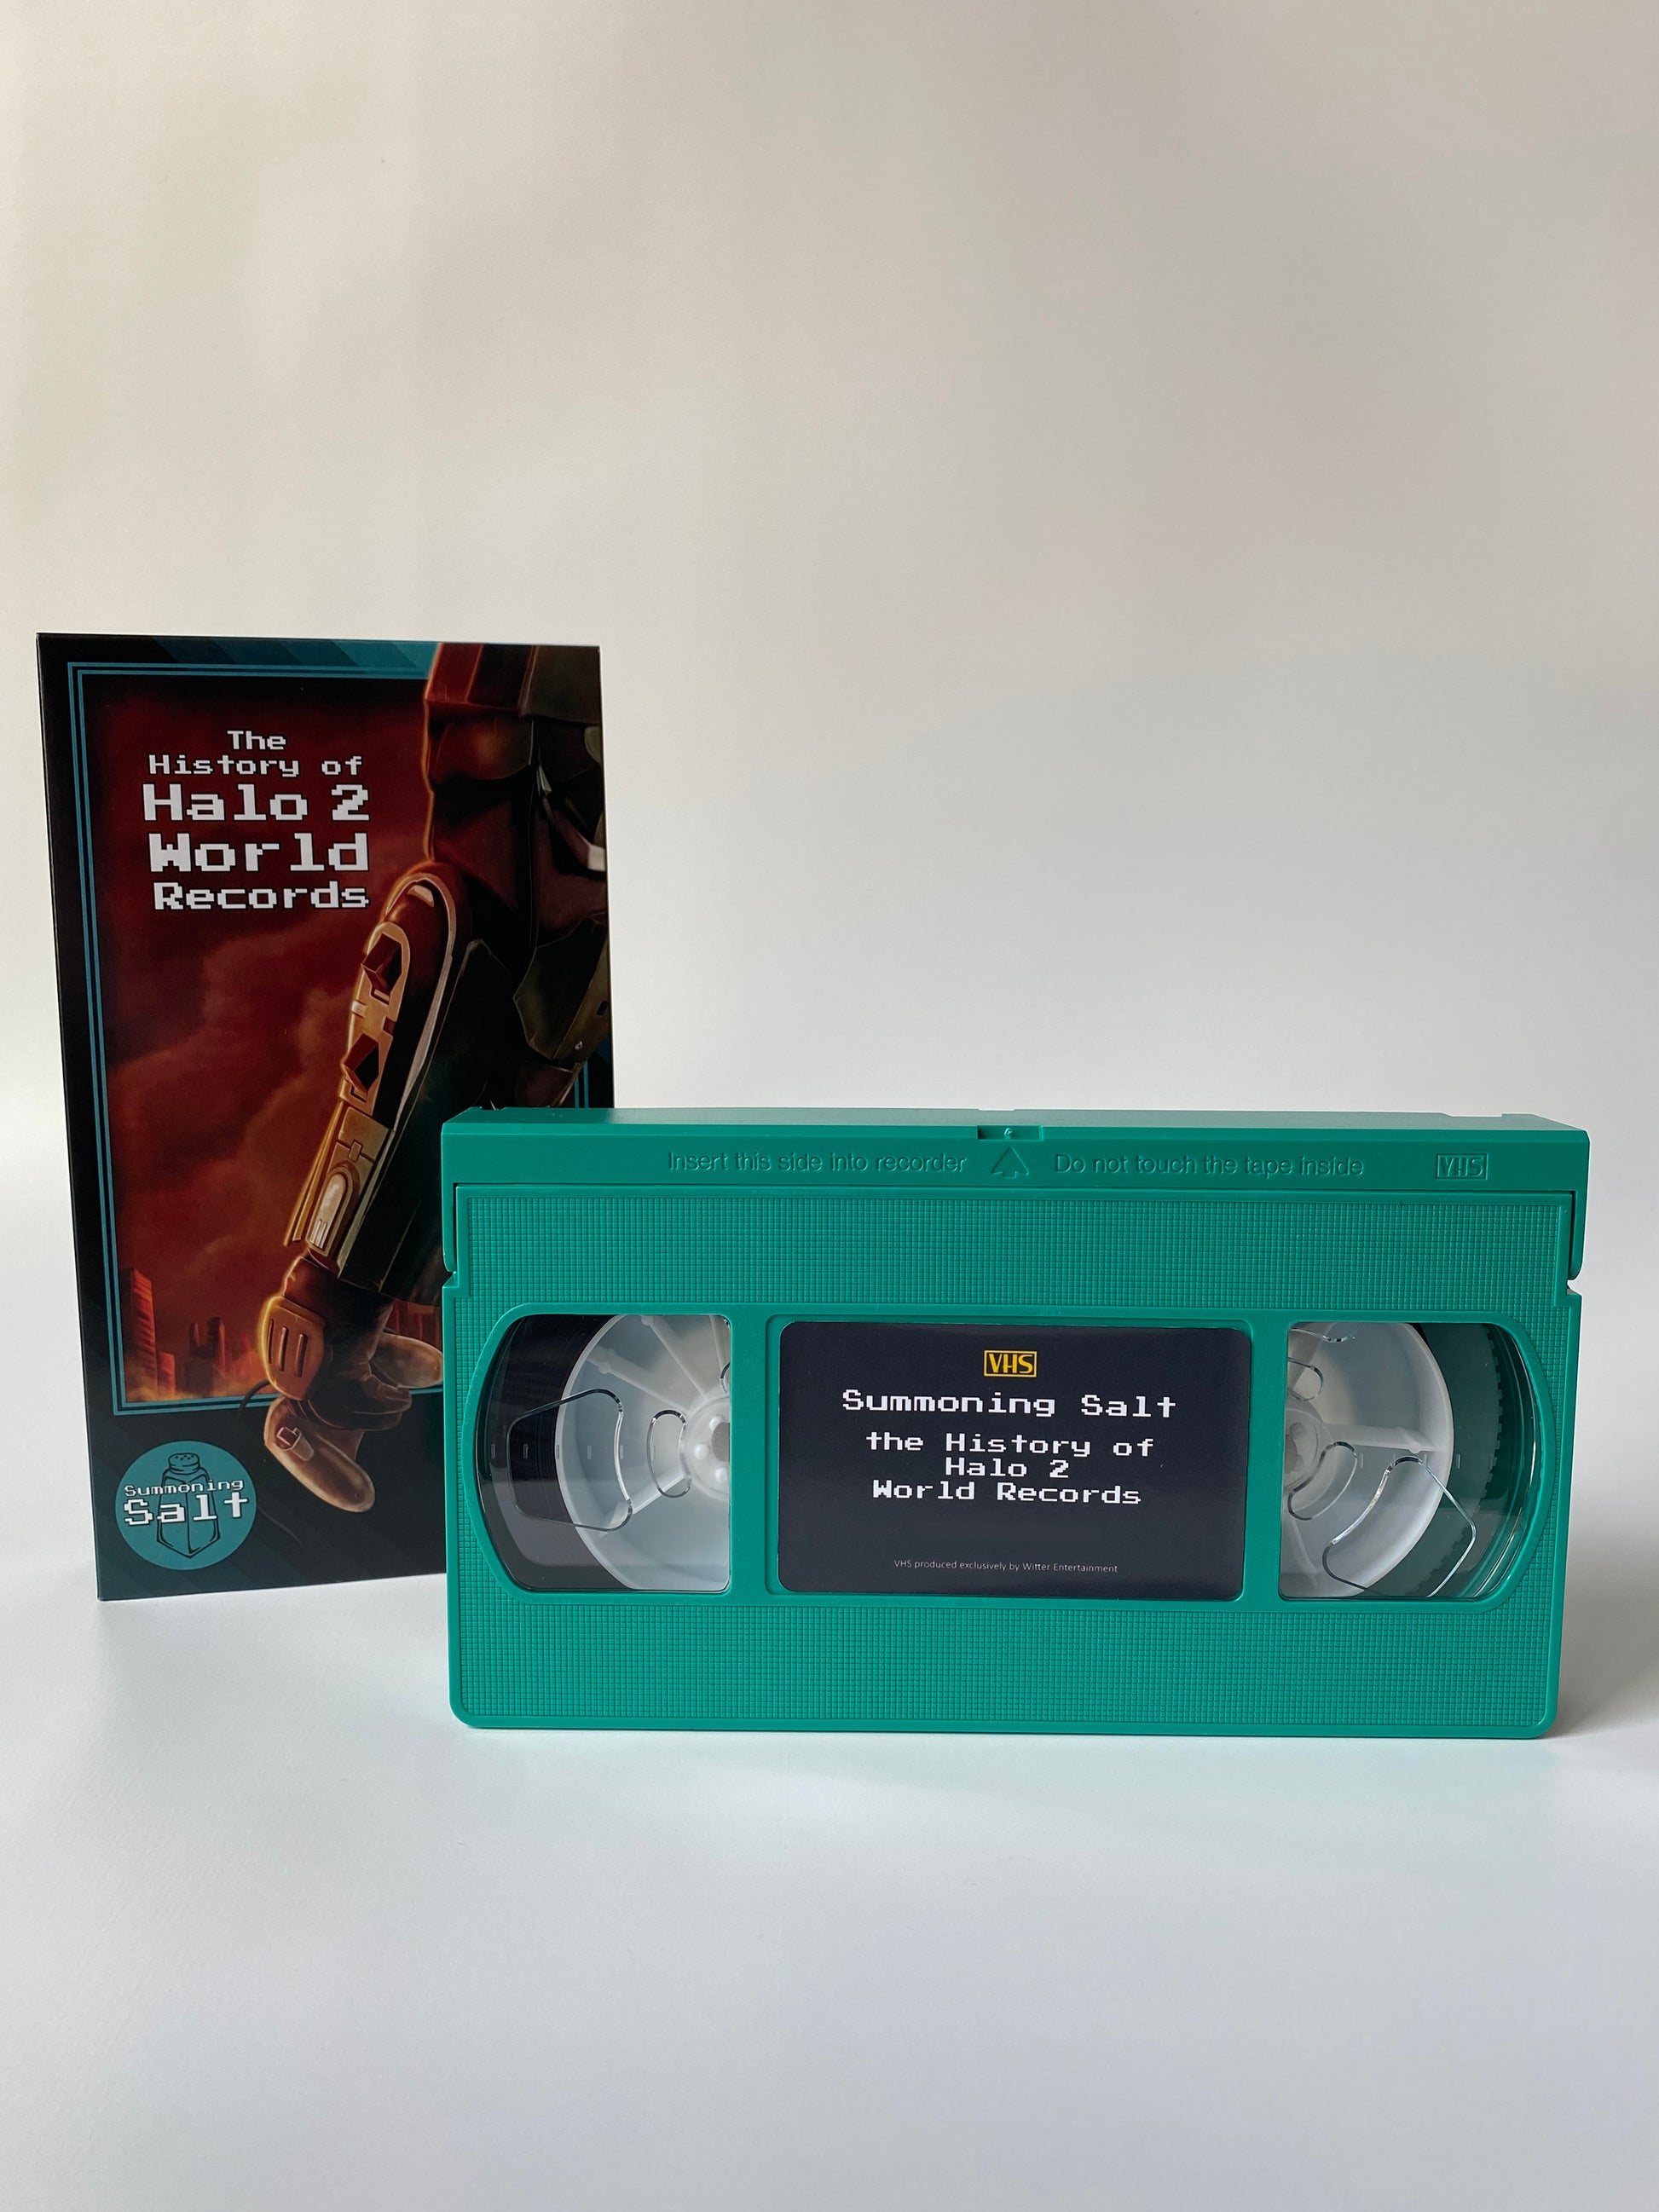 The
History of
Halo 2
World
Records
Summoning
Salt
Insert this side into recorder Do not touch the tape inside VHS
VHS
Summoning Salt
the History of
Halo 2
World Records
VHS produced exclusively by Witter Entertainment